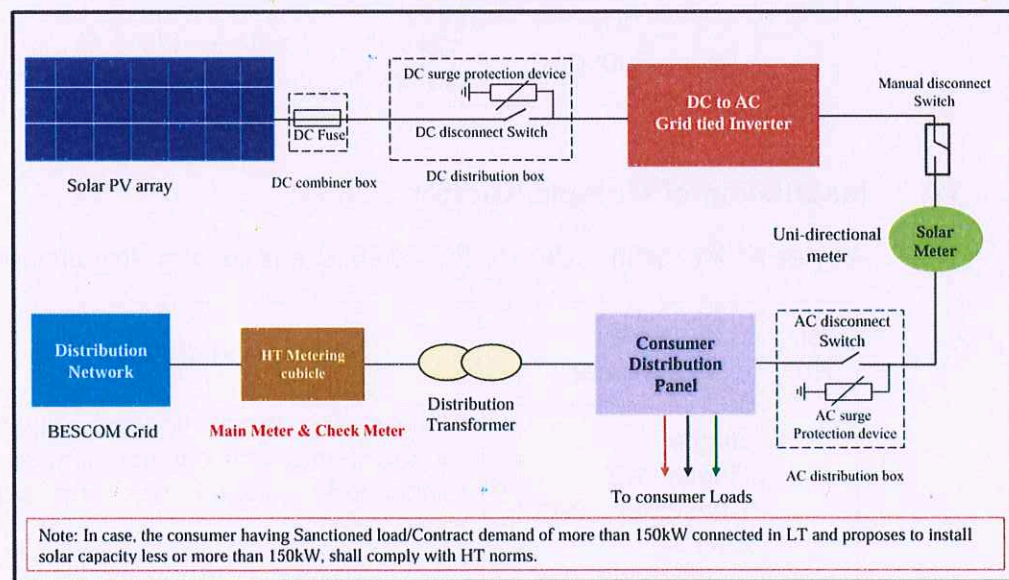 DC surge protection device
DC to AC
Grid tied Inverter
Manual disconnect
Switch
DC Fuse
DC disconnect Switch
Solar PV array
DC combiner box
DC distribution box
Uni-directional
meter
Solar
Meter
Distribution
Network
HT Metering
cubicle
Consumer
Distribution
Panel
AC disconnect
Switch
BESCOM Grid
Main Meter & Check Meter
Distribution
Transformer
AC surge
Protection device
AC distribution box
To consumer Loads
Note: In case, the consumer having Sanctioned load/Contract demand of more than 150kW connected in LT and proposes to install
solar capacity less or more than 150kW, shall comply with HT norms.